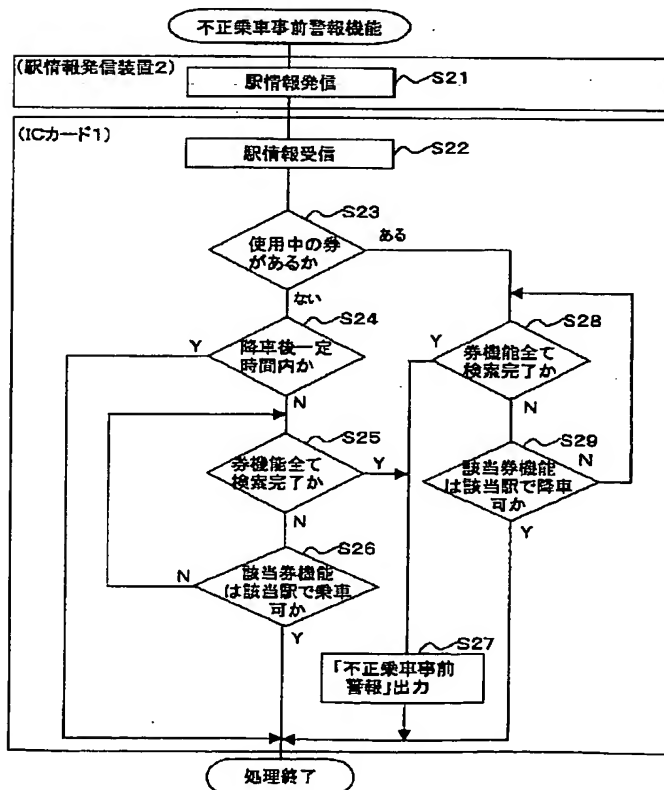 不正乗車事前警報機能
(駅情報発信装置2)
駅情報発信
S21
(ICカード1)
駅情報受信
S22
S23
使用中の券
があるか
ある
ない
S24
降車後一定
時間内か
Y
N
S25
券機能全て
検索完了か
Y
N
S26
該当券機能
は該当駅で乗車
可か
N
Y
S28
券機能全て
検索完了か
Y
N
S29
該当券機能
は該当駅で降車
可か
N
Y
S27
「不正乗車事前
警報」出力
処理終了